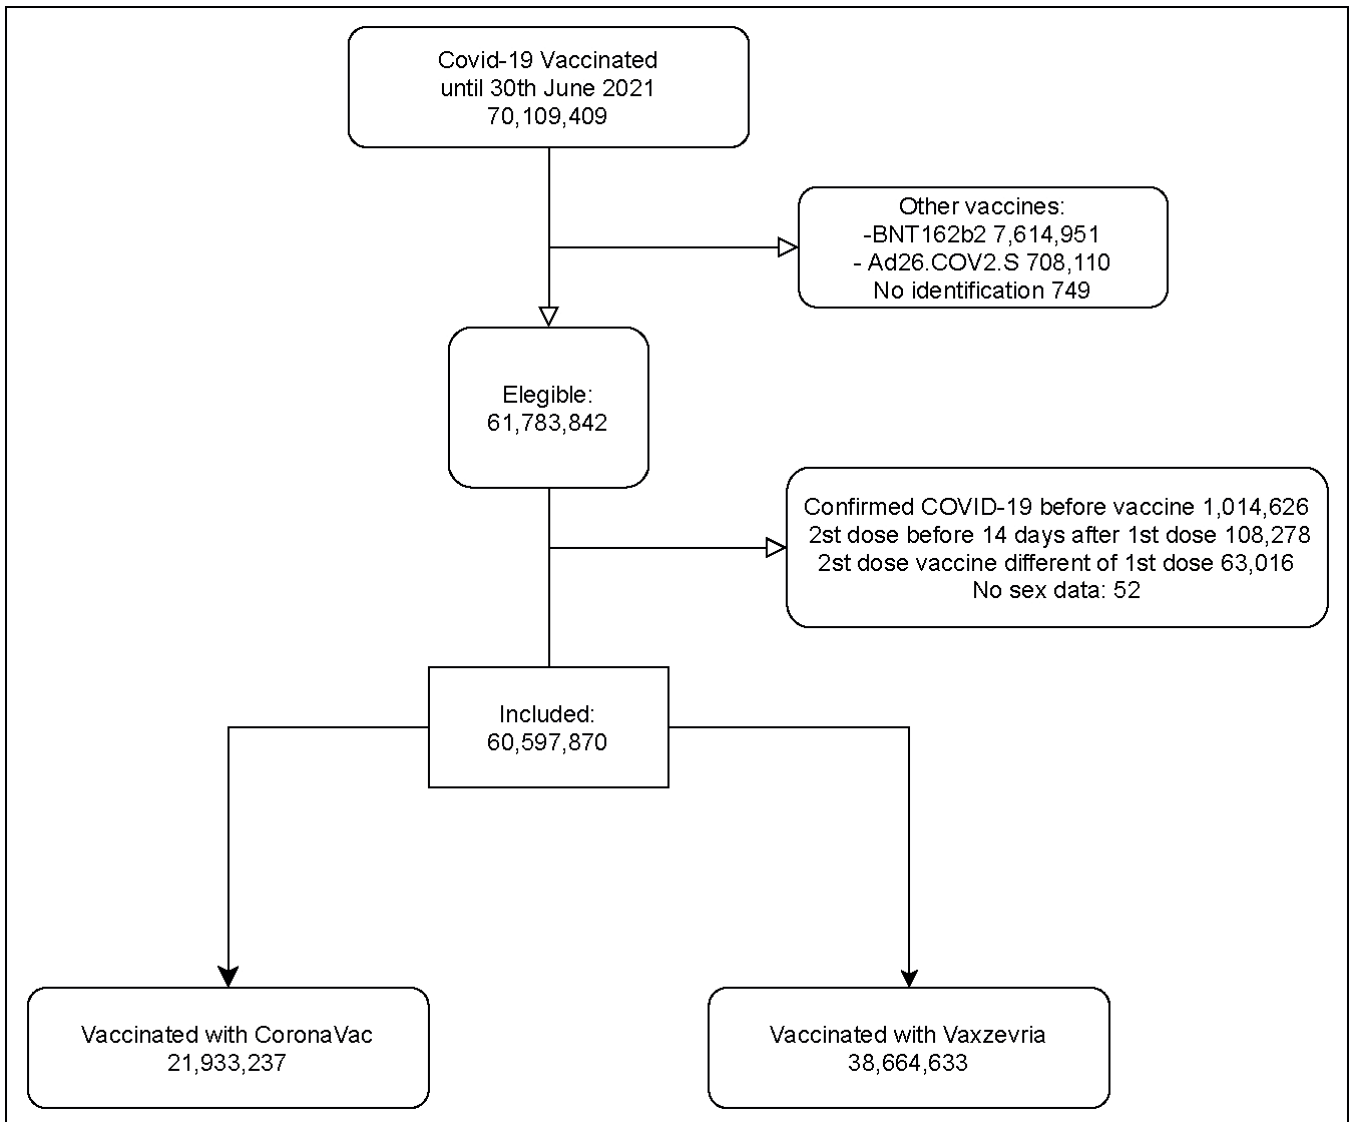 Covid-19 Vaccinated
until 30th June 2021
70,109,409
Other vaccines:
-BNT162b2 7,614,951
- Ad26.COV2.S 708,110
No identification 749
Elegible:
61,783,842
Confirmed COVID-19 before vaccine 1,014,626
2st dose before 14 days after 1st dose 108,278
2st dose vaccine different of 1st dose 63,016
No sex data: 52
Included:
60,597,870
Vaccinated with CoronaVac
21,933,237
Vaccinated with Vaxzevria
38,664,633